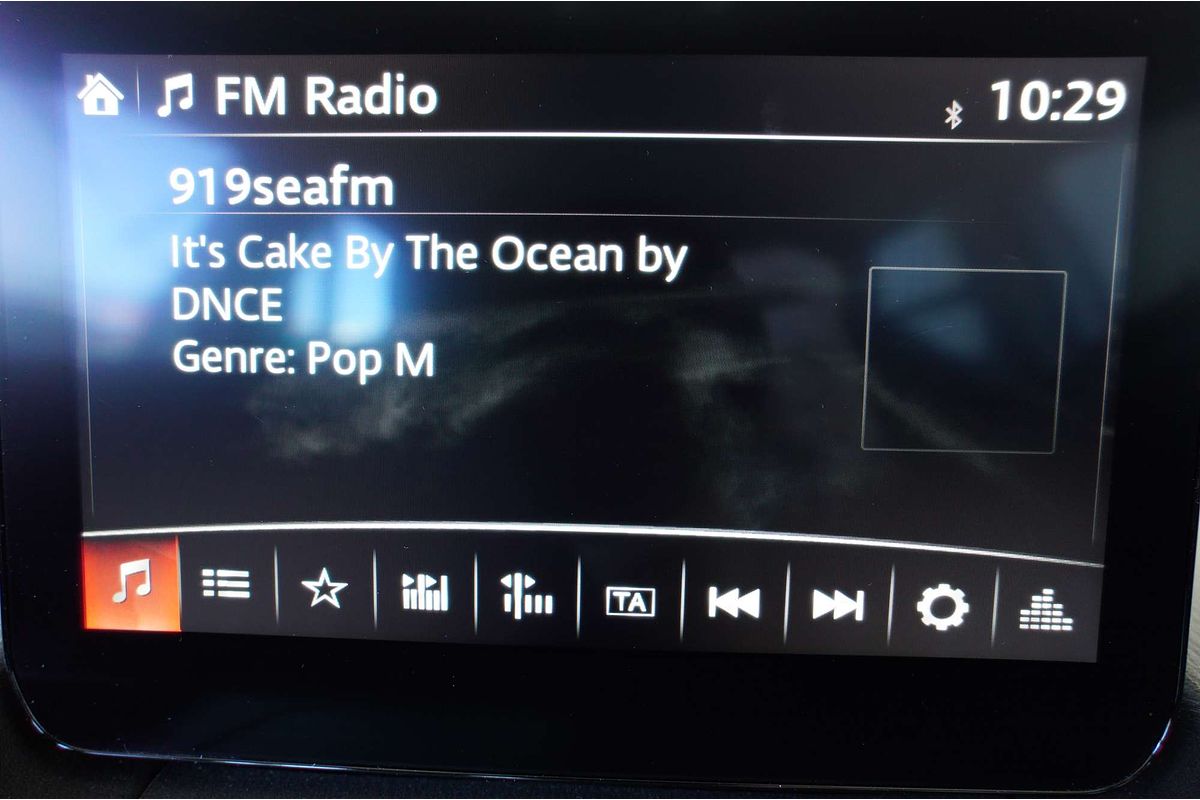 FM Radio
10:29
919seafm
It's Cake By The Ocean by
DNCE
Genre: Pop M
TA